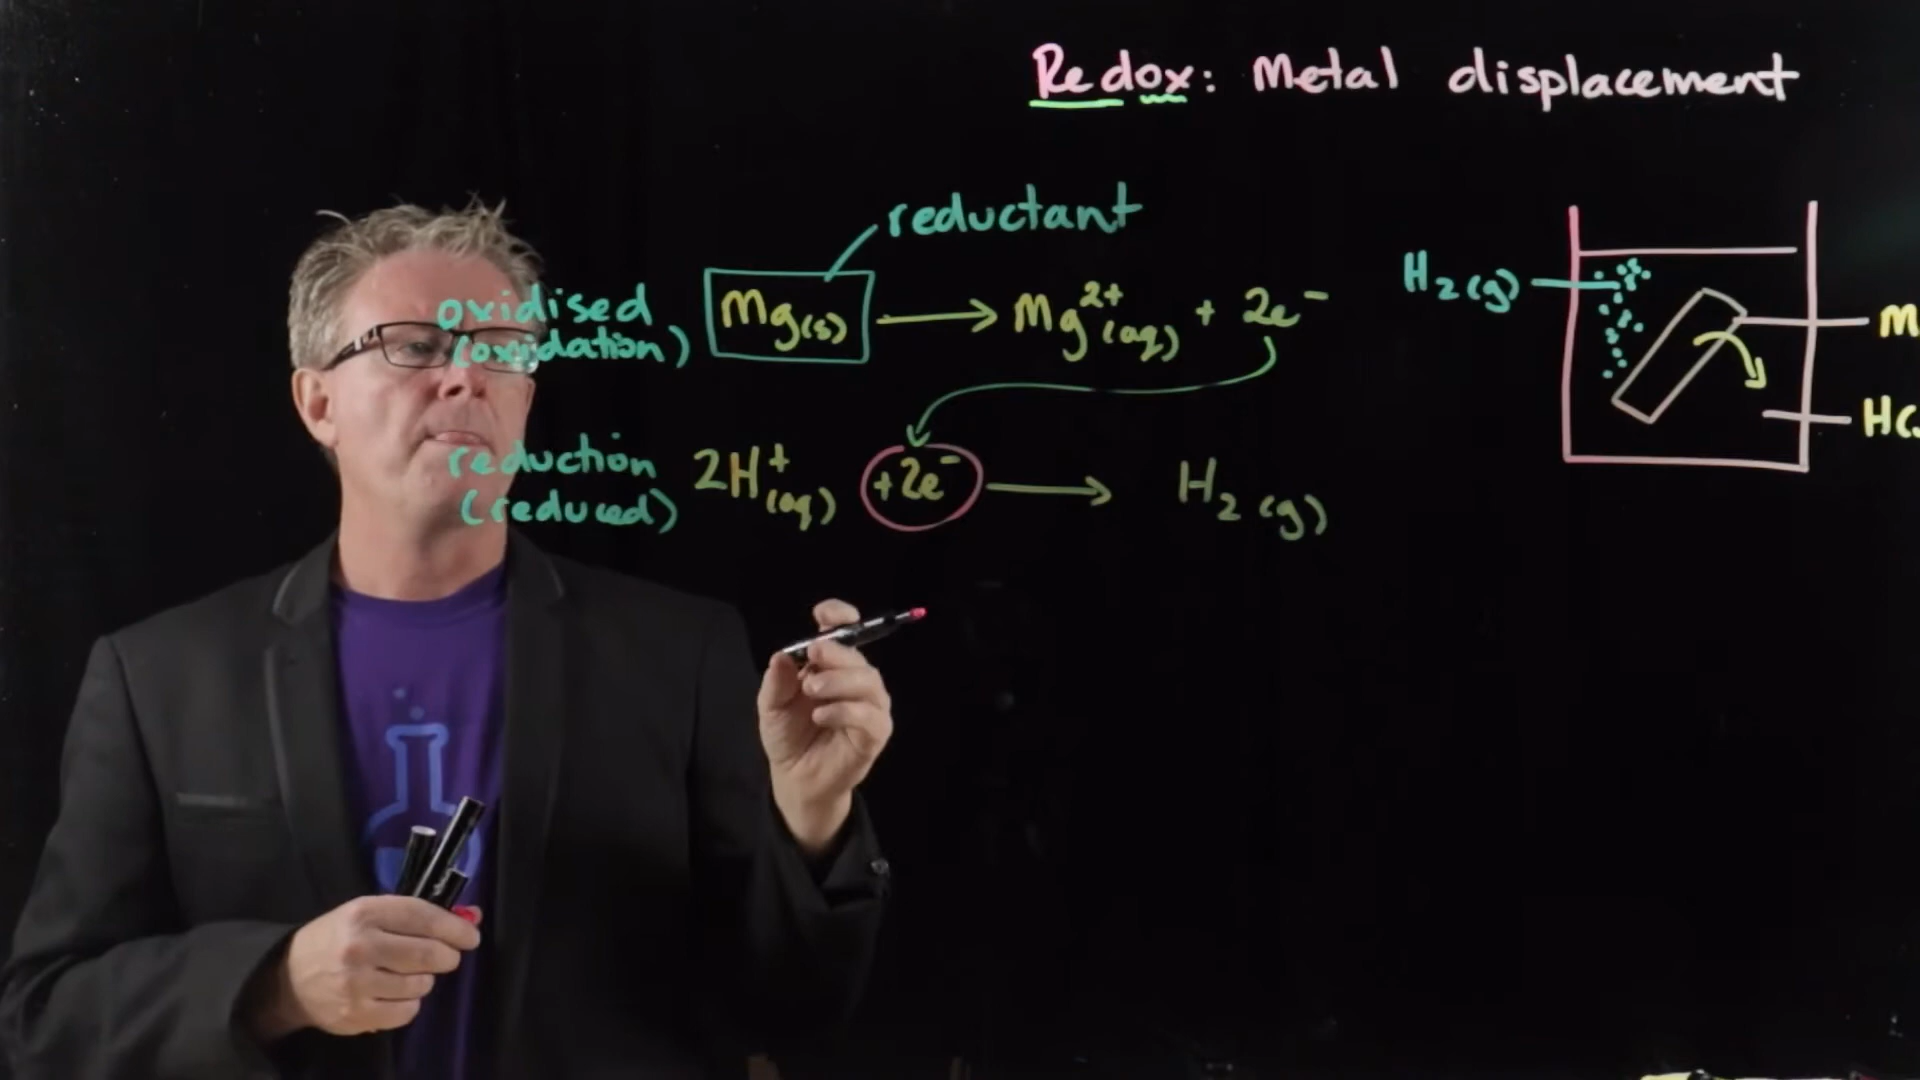 Redox: Metal displacement
reductant
oxidised
(oxidation)
Mg(s) → Mg²⁺(aq) + 2e⁻
reduction
(reduced)
2H⁺(aq) +2e⁻ → H₂(g)
H₂(g)
M
HC